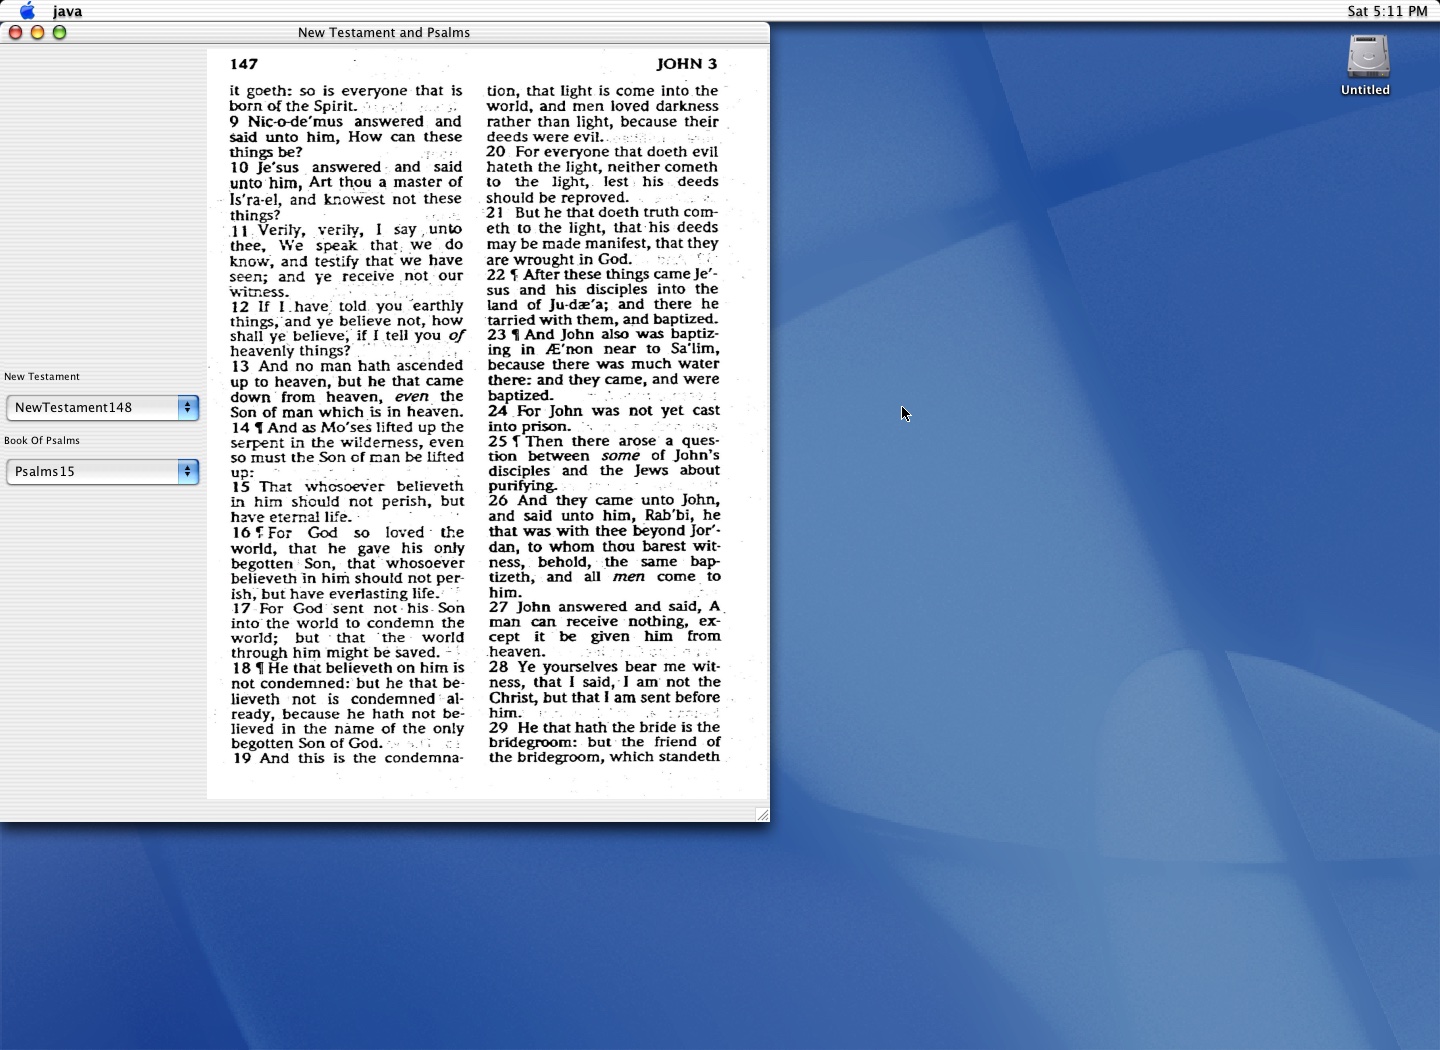 java
Sat 5:11 PM
New Testament and Psalms
Untitled
New Testament
NewTestament148
Book Of Psalms
Psalms15
147
JOHN 3
it goeth: so is everyone that is
born of the Spirit.
9 Nic-o-de′mus answered and
said unto him, How can these
things be?
10 Je′sus answered and said
unto him, Art thou a master of
Is′ra-el, and knowest not these
things?
11 Verily, verily, I say unto
thee, We speak that we do
know, and testify that we have
seen; and ye receive not our
witness.
12 If I have told you earthly
things, and ye believe not, how
shall ye believe, if I tell you of
heavenly things?
13 And no man hath ascended
up to heaven, but he that came
down from heaven, even the
Son of man which is in heaven.
14 ¶ And as Mo′ses lifted up the
serpent in the wilderness, even
so must the Son of man be lifted
up:
15 That whosoever believeth
in him should not perish, but
have eternal life.
16 ¶ For God so loved the
world, that he gave his only
begotten Son, that whosoever
believeth in him should not per-
ish, but have everlasting life.
17 For God sent not his Son
into the world to condemn the
world; but that the world
through him might be saved.
18 ¶ He that believeth on him is
not condemned: but he that be-
lieveth not is condemned al-
ready, because he hath not be-
lieved in the name of the only
begotten Son of God.
19 And this is the condemna-
tion, that light is come into the
world, and men loved darkness
rather than light, because their
deeds were evil.
20 For everyone that doeth evil
hateth the light, neither cometh
to the light, lest his deeds
should be reproved.
21 But he that doeth truth com-
eth to the light, that his deeds
may be made manifest, that they
are wrought in God.
22 ¶ After these things came Je′-
sus and his disciples into the
land of Ju-dæ′a; and there he
tarried with them, and baptized.
23 ¶ And John also was baptiz-
ing in Æ′non near to Sa′lim,
because there was much water
there: and they came, and were
baptized.
24 For John was not yet cast
into prison.
25 ¶ Then there arose a ques-
tion between some of John's
disciples and the Jews about
purifying.
26 And they came unto John,
and said unto him, Rab′bi, he
that was with thee beyond Jor′-
dan, to whom thou barest wit-
ness, behold, the same bap-
tizeth, and all men come to
him.
27 John answered and said, A
man can receive nothing, ex-
cept it be given him from
heaven.
28 Ye yourselves bear me wit-
ness, that I said, I am not the
Christ, but that I am sent before
him.
29 He that hath the bride is the
bridegroom: but the friend of
the bridegroom, which standeth